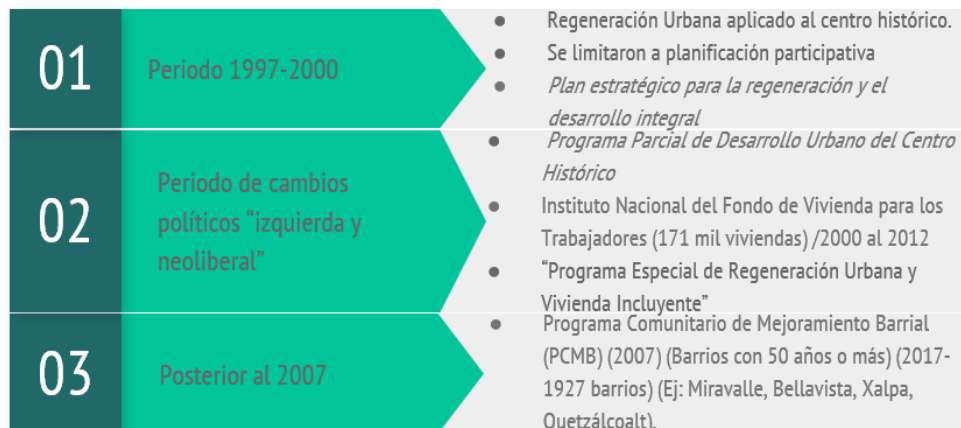 01
Periodo 1997-2000
● Regeneración Urbana aplicado al centro histórico.
● Se limitaron a planificación participativa
● Plan estratégico para la regeneración y el
desarrollo integral
02
Periodo de cambios
políticos “izquierda y
neoliberal”
● Programa Parcial de Desarrollo Urbano del Centro
Histórico
● Instituto Nacional del Fondo de Vivienda para los
Trabajadores (171 mil viviendas) /2000 al 2012
● “Programa Especial de Regeneración Urbana y
Vivienda Incluyente”
03
Posterior al 2007
● Programa Comunitario de Mejoramiento Barrial
(PCMB) (2007) (Barrios con 50 años o más) (2017-
1927 barrios) (Ej: Miravalle, Bellavista, Xalpa,
Quetzálcoalt).